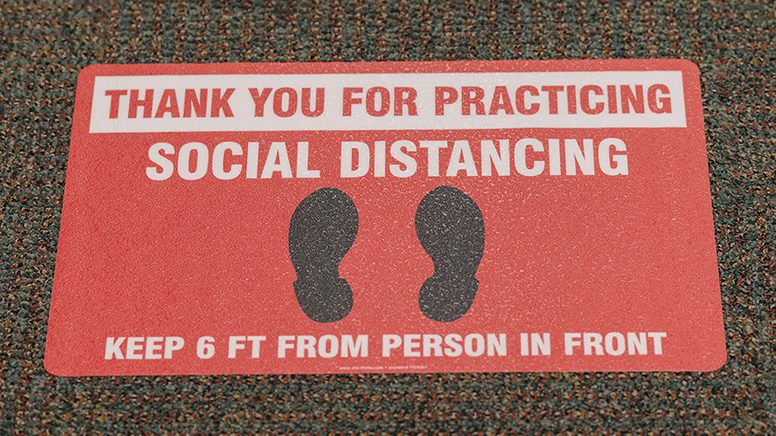 THANK YOU FOR PRACTICING
SOCIAL DISTANCING
KEEP 6 FT FROM PERSON IN FRONT